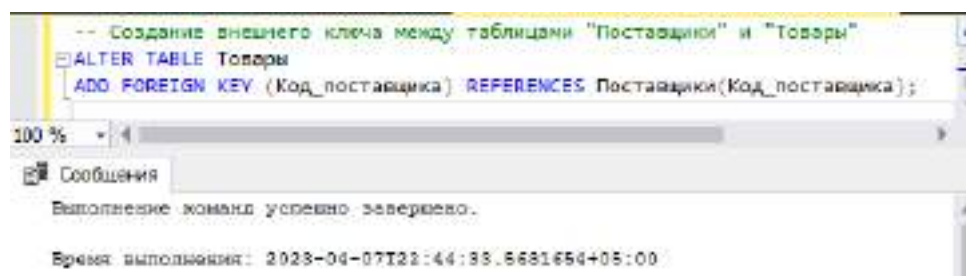 -- Создание внешнего ключа между таблицами "Поставщики" и "Товары"
ALTER TABLE Товары
ADD FOREIGN KEY (Код_поставщика) REFERENCES Поставщики(Код_поставщика);
100 %
Сообщения
Выполнение команд успешно завершено.
Время выполнения: 2023-04-07T22:44:33.5681654+05:00